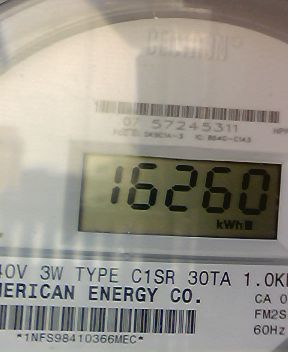 CENTRON®
07 57245311
16260
kWh
40V 3W TYPE C1SR 30TA 1.0K
MERICAN ENERGY CO.
CA 0
FM2S
60Hz
*1NFS98410366MEC*